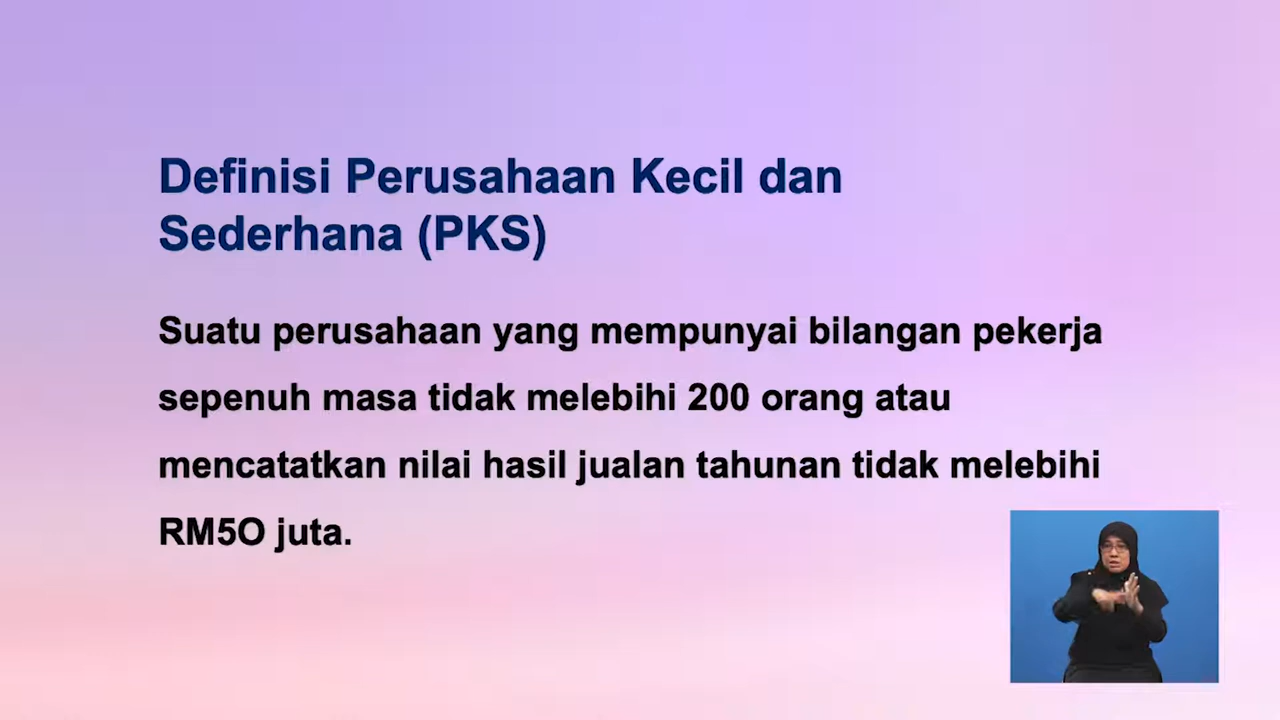 Definisi Perusahaan Kecil dan
Sederhana (PKS)
Suatu perusahaan yang mempunyai bilangan pekerja
sepenuh masa tidak melebihi 200 orang atau
mencatatkan nilai hasil jualan tahunan tidak melebihi
RM5O juta.